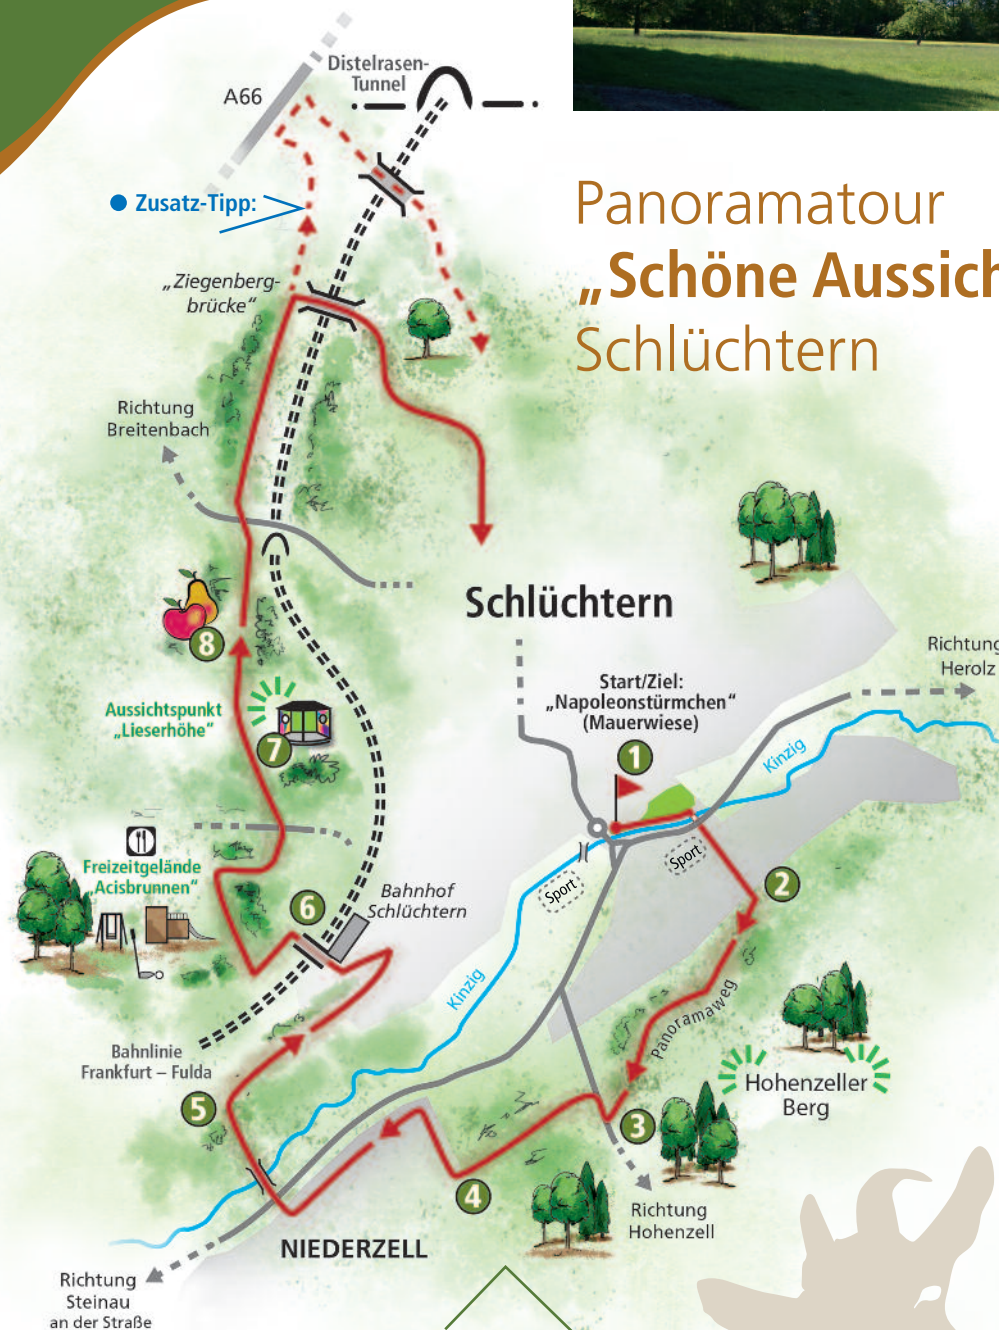 Distelrasen-
Tunnel
A66
Zusatz-Tipp:
Panoramatour
„Schöne Aussich
Schlüchtern
„Ziegenberg-
brücke“
Richtung
Breitenbach
Schlüchtern
Richtung
Herolz
Start/Ziel:
„Napoleonstürmchen“
(Mauerwiese)
1
8
Aussichtspunkt
„Lieserhöhe“
7
Kinzig
Freizeitgelände
„Acisbrunnen“
6
Bahnhof
Schlüchtern
Sport
Sport
2
Kinzig
Panoramaweg
Bahnlinie
Frankfurt – Fulda
Hohenzeller
Berg
5
3
4
Richtung
Hohenzell
NIEDERZELL
Richtung
Steinau
an der Straße